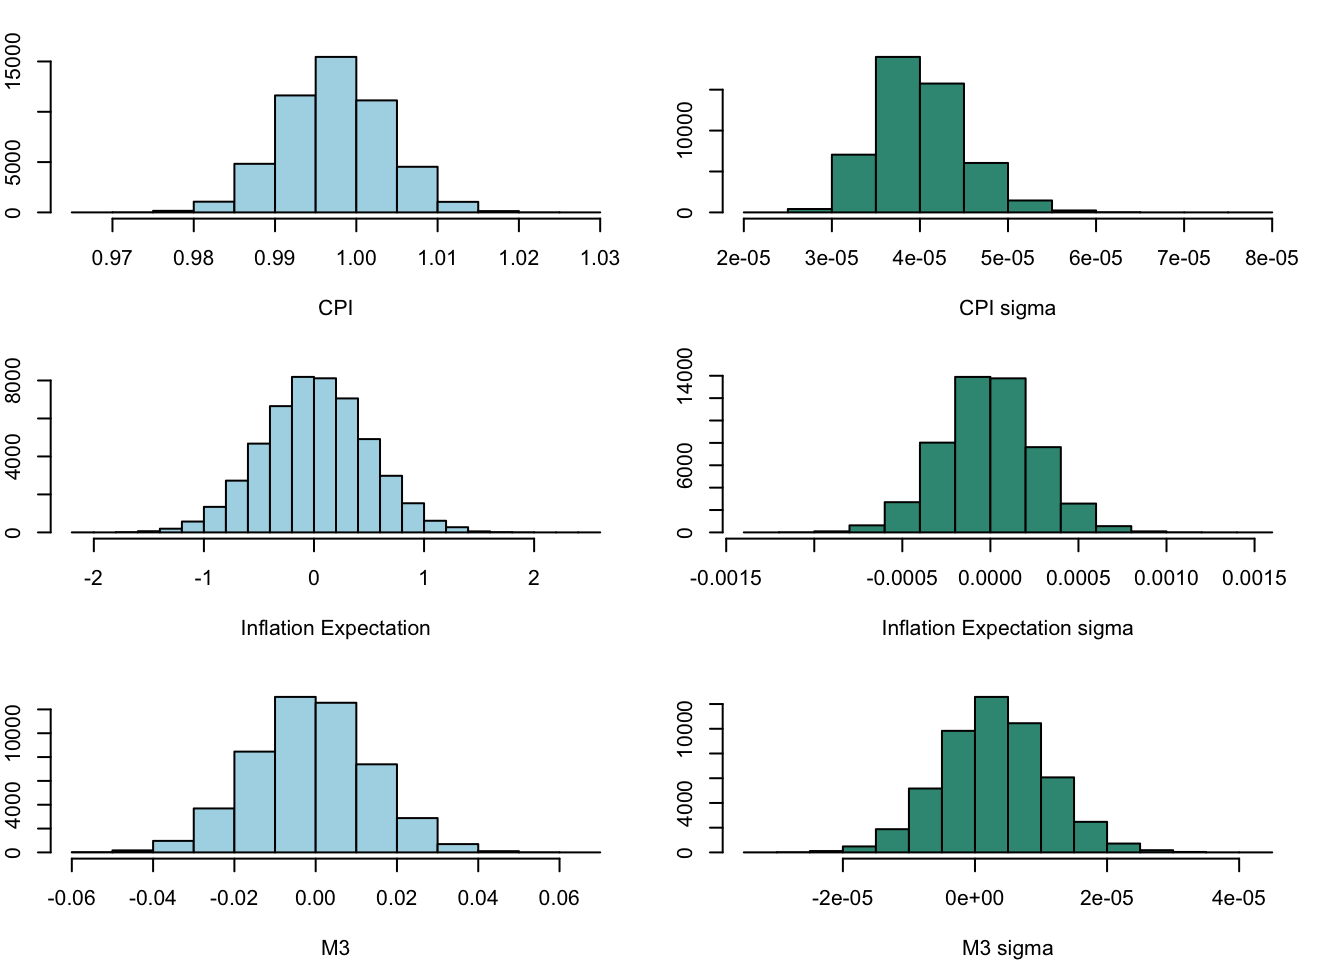 15000
5000
0
0.97 0.98 0.99 1.00 1.01 1.02 1.03
CPI
10000
0
2e-05 3e-05 4e-05 5e-05 6e-05 7e-05 8e-05
CPI sigma
8000
4000
0
-2 -1 0 1 2
Inflation Expectation
14000
6000
0
-0.0015 -0.0005 0.0000 0.0005 0.0010 0.0015
Inflation Expectation sigma
10000
4000
0
-0.06 -0.04 -0.02 0.00 0.02 0.04 0.06
M3
10000
4000
0
-2e-05 0e+00 2e-05 4e-05
M3 sigma